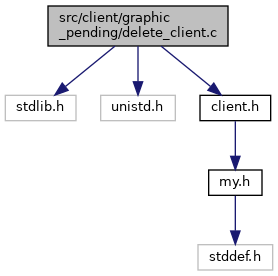 src/client/graphic
_pending/delete_client.c
stdlib.h
unistd.h
client.h
my.h
stddef.h